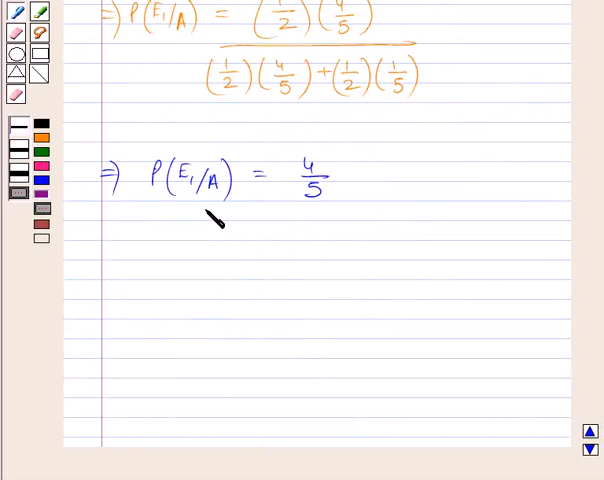 ⇒ P(E₁/A) = (1/2)(4/5)
(1/2)(4/5)+(1/2)(1/5)
⇒ P(E₁/A) = 4/5